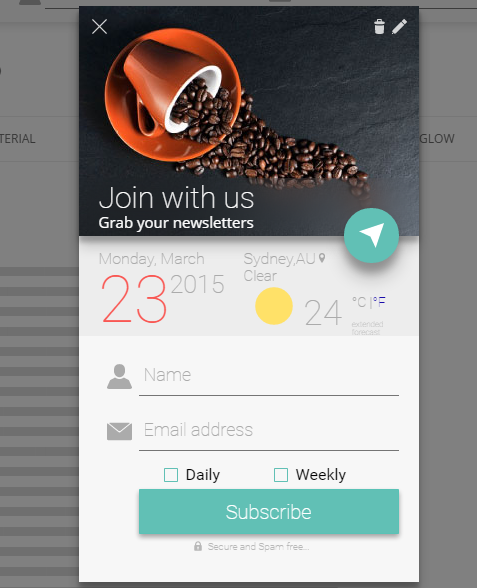 TERIAL
GLOW
Join with us
Grab your newsletters
Monday, March
23 2015
Sydney,AU
Clear
24 °C |°F
extended
forecast
Name
Email address
Daily Weekly
Subscribe
Secure and Spam free...